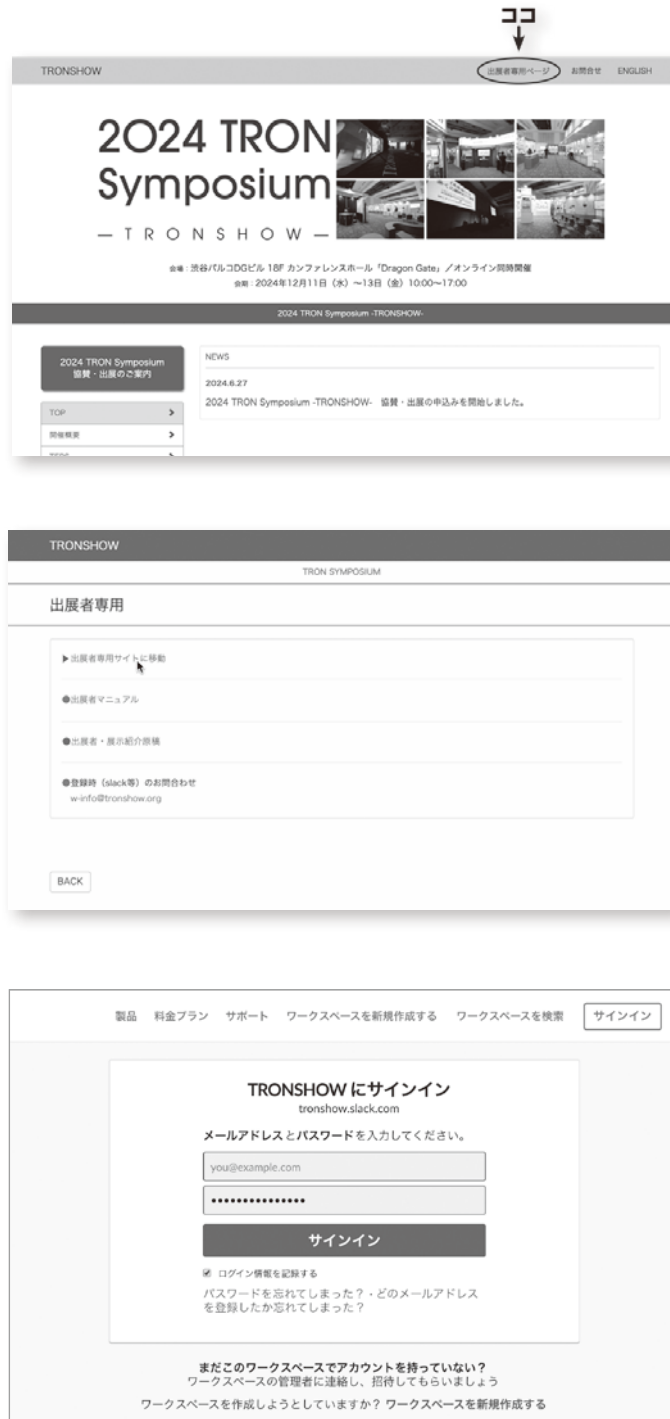 ココ
TRONSHOW
出展者専用ページ お問合せ ENGLISH
2024 TRON
Symposium
— TRONSHOW —
会場：渋谷パルコDGビル 18F カンファレンスホール「Dragon Gate」／オンライン同時開催
会期：2024年12月11日（水）〜13日（金）10:00〜17:00
2024 TRON Symposium -TRONSHOW-
2024 TRON Symposium
協賛・出展のご案内
NEWS
2024.6.27
2024 TRON Symposium -TRONSHOW- 協賛・出展の申込みを開始しました。
TOP
開催概要
TRONSHOW
TRON SYMPOSIUM
出展者専用
▶出展者専用サイトに移動
●出展者マニュアル
●出展者・展示紹介原稿
●登録時（slack等）のお問合わせ
w-info@tronshow.org
BACK
製品 料金プラン サポート ワークスペースを新規作成する ワークスペースを検索 サインイン
TRONSHOW にサインイン
tronshow.slack.com
メールアドレスとパスワードを入力してください。
you@example.com
•••••••••••••••
サインイン
ログイン情報を記録する
パスワードを忘れてしまった？・どのメールアドレス
を登録したか忘れてしまった？
まだこのワークスペースでアカウントを持っていない？
ワークスペースの管理者に連絡し、招待してもらいましょう
ワークスペースを作成しようとしていますか？ ワークスペースを新規作成する